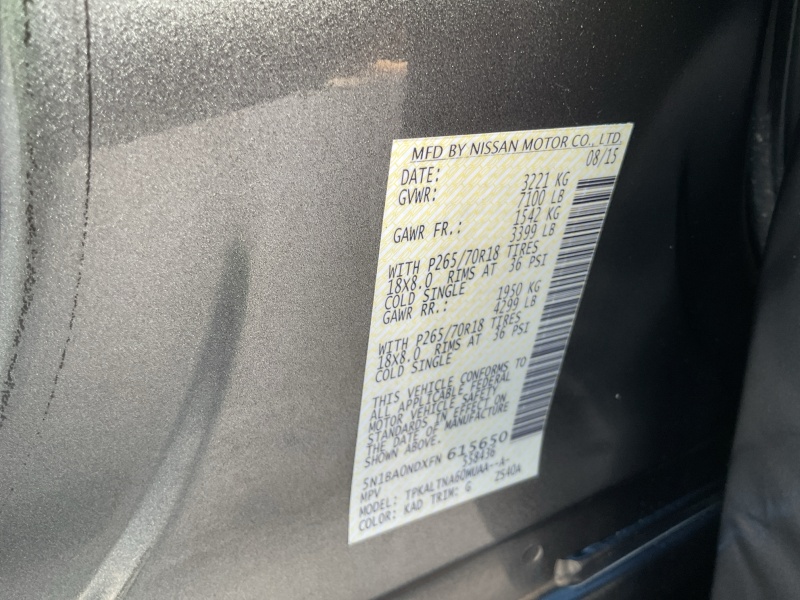 MFD BY NISSAN MOTOR CO., LTD.
DATE: 08/15
GVWR: 3221 KG
7100 LB
GAWR FR.: 1542 KG
3399 LB
WITH P265/70R18 TIRES
18X8.0 RIMS AT 36 PSI
COLD SINGLE
GAWR RR.: 1950 KG
4299 LB
WITH P265/70R18 TIRES
18X8.0 RIMS AT 36 PSI
COLD SINGLE
THIS VEHICLE CONFORMS TO
ALL APPLICABLE FEDERAL
MOTOR VEHICLE SAFETY
STANDARDS IN EFFECT ON
THE DATE OF MANUFACTURE
SHOWN ABOVE.
5N1BA0NDXFN 615650
MPV 558436
MODEL: TPKALTNA60WUAA--A-
COLOR: KAD TRIM: G 2540A